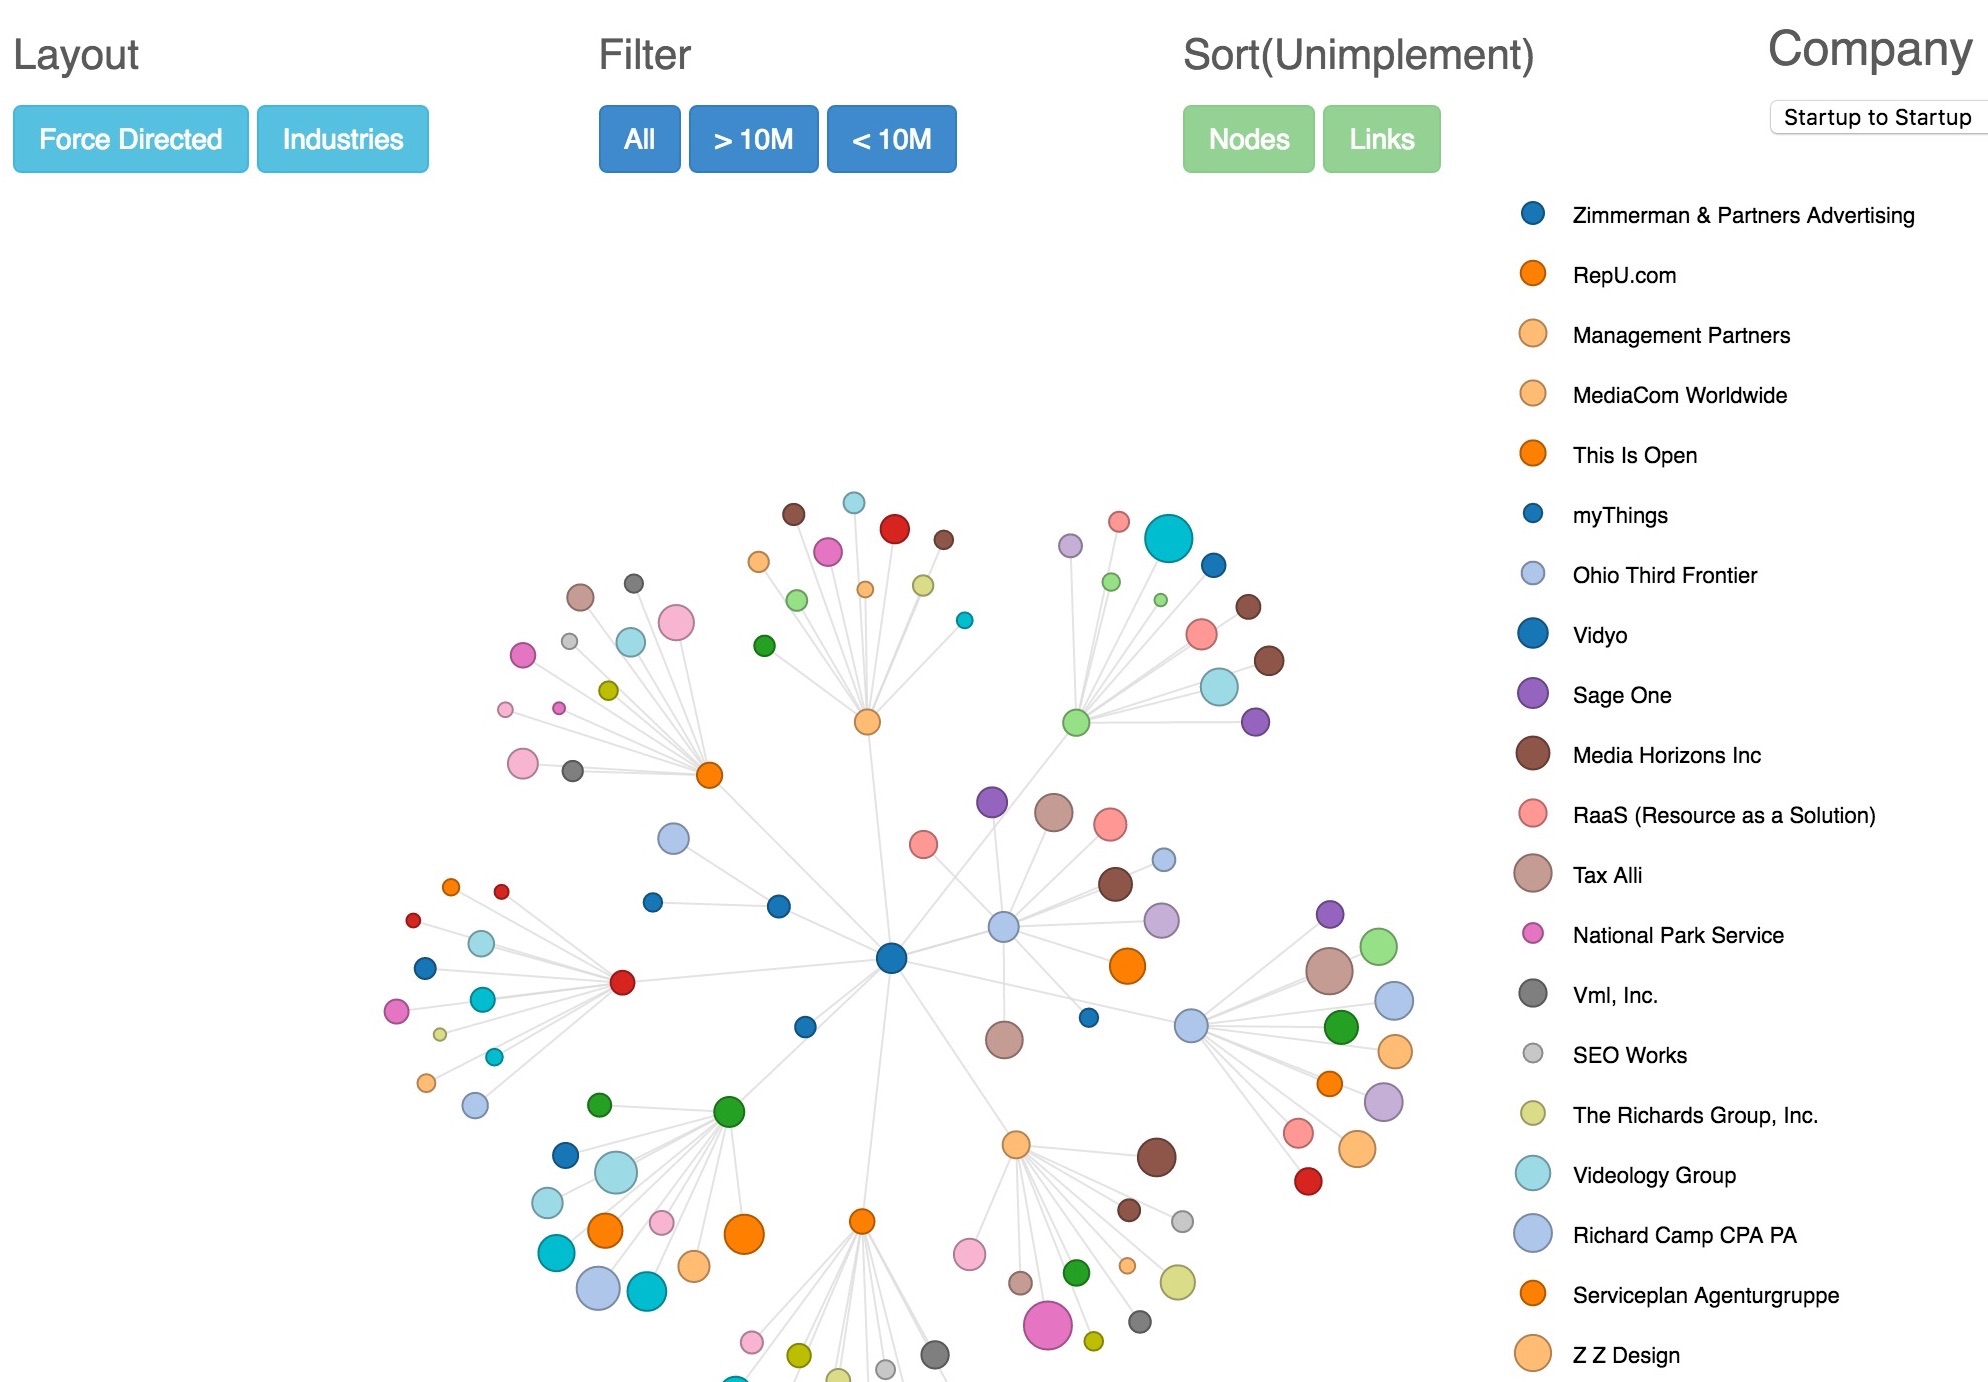 Layout
Filter
Sort(Unimplement)
Company
Force Directed
Industries
All
> 10M
< 10M
Nodes
Links
Startup to Startup
Zimmerman & Partners Advertising
RepU.com
Management Partners
MediaCom Worldwide
This Is Open
myThings
Ohio Third Frontier
Vidyo
Sage One
Media Horizons Inc
RaaS (Resource as a Solution)
Tax Alli
National Park Service
Vml, Inc.
SEO Works
The Richards Group, Inc.
Videology Group
Richard Camp CPA PA
Serviceplan Agenturgruppe
Z Z Design